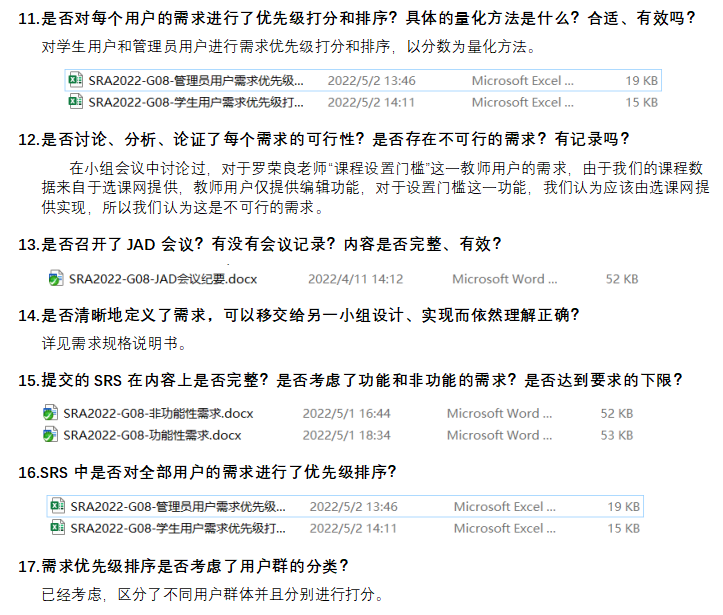 11.是否对每个用户的需求进行了优先级打分和排序？具体的量化方法是什么？合适、有效吗？
对学生用户和管理员用户进行需求优先级打分和排序，以分数为量化方法。
SRA2022-G08-管理员用户需求优先级... 2022/5/2 13:46 Microsoft Excel ... 19 KB
SRA2022-G08-学生用户需求优先级打... 2022/5/2 14:11 Microsoft Excel ... 15 KB
12.是否讨论、分析、论证了每个需求的可行性？是否存在不可行的需求？有记录吗？
在小组会议中讨论过，对于罗荣良老师“课程设置门槛”这一教师用户的需求，由于我们的课程数
据来自于选课网提供，教师用户仅提供编辑功能，对于设置门槛这一功能，我们认为应该由选课网提
供实现，所以我们认为这是不可行的需求。
13.是否召开了 JAD 会议？有没有会议记录？内容是否完整、有效？
SRA2022-G08-JAD会议纪要.docx 2022/4/11 14:12 Microsoft Word ... 52 KB
14.是否清晰地定义了需求，可以移交给另一小组设计、实现而依然理解正确？
详见需求规格说明书。
15.提交的 SRS 在内容上是否完整？是否考虑了功能和非功能的需求？是否达到要求的下限？
SRA2022-G08-非功能性需求.docx 2022/5/1 16:44 Microsoft Word ... 52 KB
SRA2022-G08-功能性需求.docx 2022/5/1 18:34 Microsoft Word ... 53 KB
16.SRS 中是否对全部用户的需求进行了优先级排序？
SRA2022-G08-管理员用户需求优先级... 2022/5/2 13:46 Microsoft Excel ... 19 KB
SRA2022-G08-学生用户需求优先级打... 2022/5/2 14:11 Microsoft Excel ... 15 KB
17.需求优先级排序是否考虑了用户群的分类？
已经考虑，区分了不同用户群体并且分别进行打分。